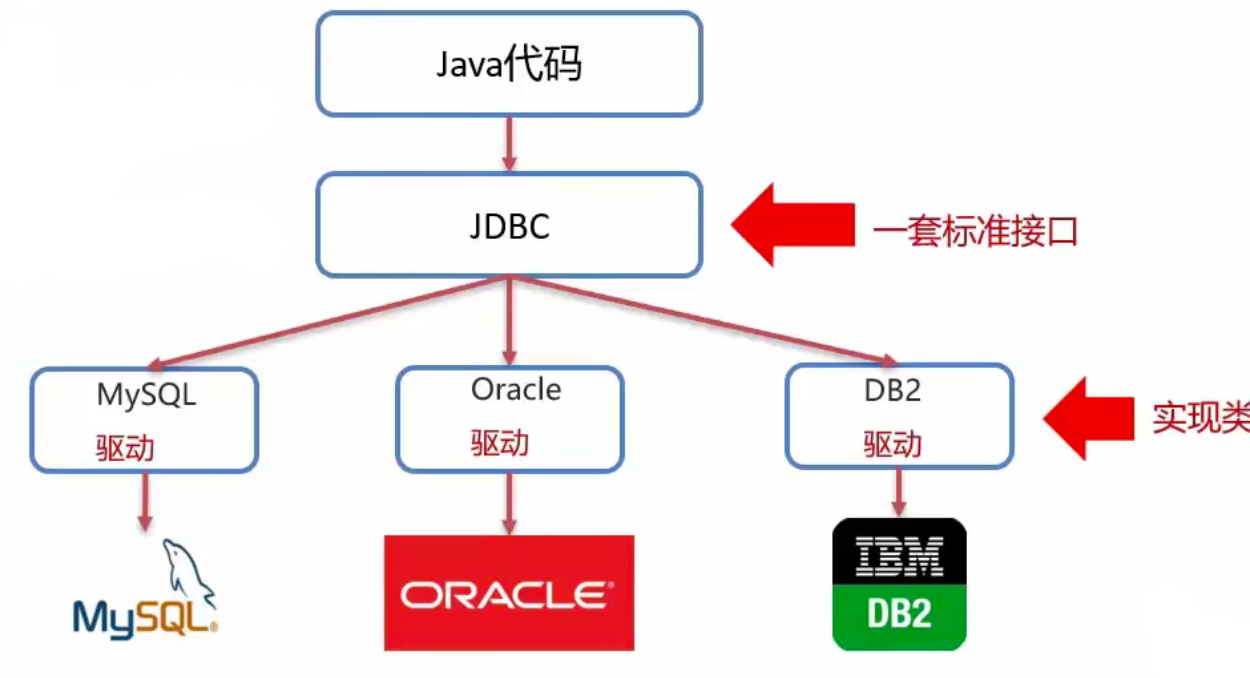 Java代码
JDBC
一套标准接口
MySQL
驱动
Oracle
驱动
DB2
驱动
实现类
MySQL®
ORACLE®
IBM
DB2